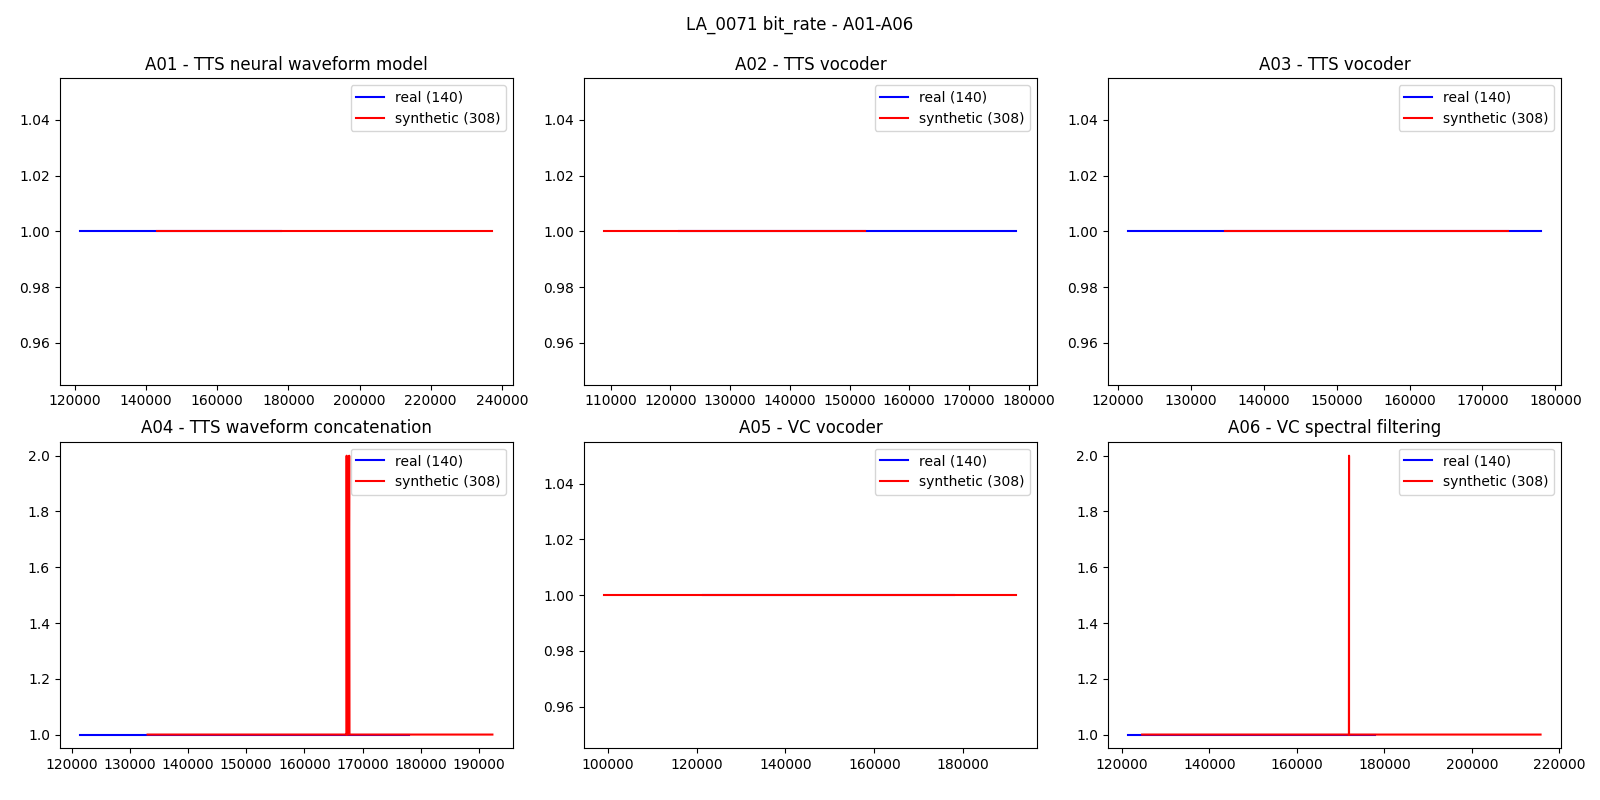 LA_0071 bit_rate - A01-A06
A01 - TTS neural waveform model
real (140)
synthetic (308)
1.04
1.02
1.00
0.98
0.96
120000 140000 160000 180000 200000 220000 240000
A02 - TTS vocoder
real (140)
synthetic (308)
1.04
1.02
1.00
0.98
0.96
110000 120000 130000 140000 150000 160000 170000 180000
A03 - TTS vocoder
real (140)
synthetic (308)
1.04
1.02
1.00
0.98
0.96
120000 130000 140000 150000 160000 170000 180000
A04 - TTS waveform concatenation
real (140)
synthetic (308)
2.0
1.8
1.6
1.4
1.2
1.0
120000 130000 140000 150000 160000 170000 180000 190000
A05 - VC vocoder
real (140)
synthetic (308)
1.04
1.02
1.00
0.98
0.96
100000 120000 140000 160000 180000
A06 - VC spectral filtering
real (140)
synthetic (308)
2.0
1.8
1.6
1.4
1.2
1.0
120000 140000 160000 180000 200000 220000